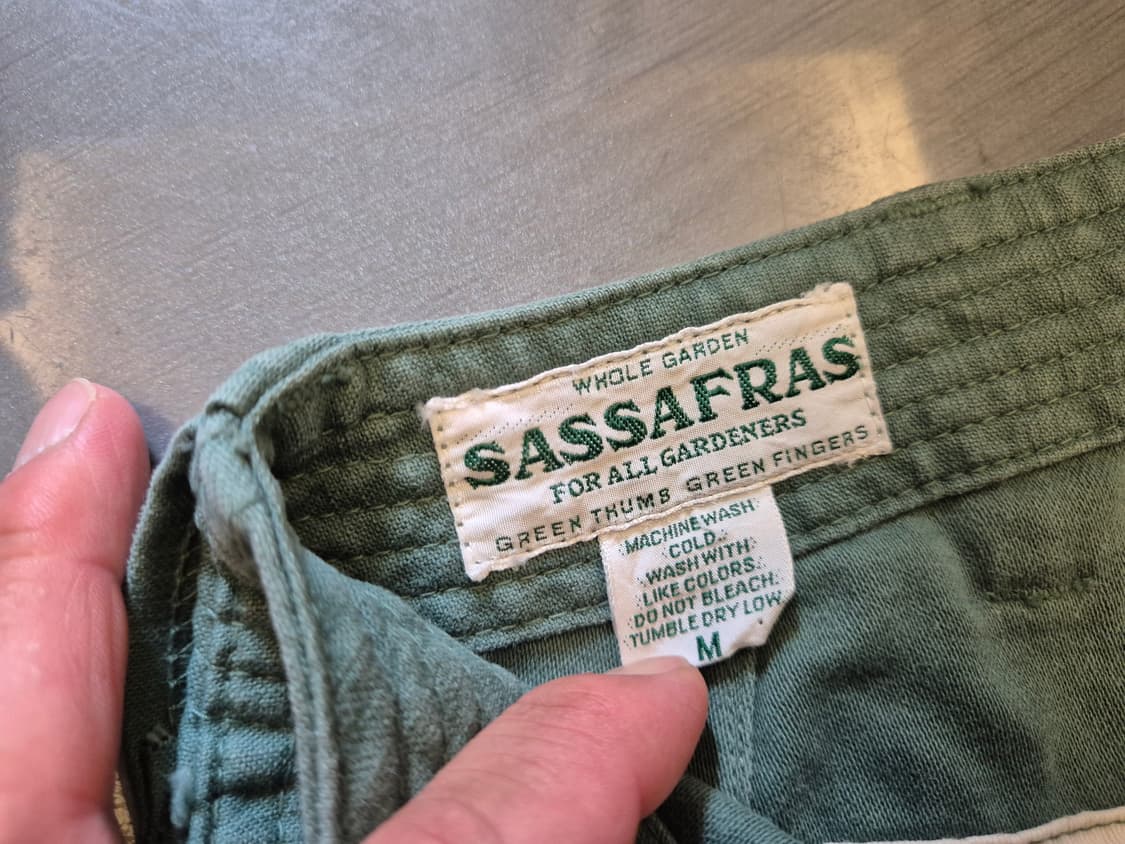 WHOLE GARDEN
SASSAFRAS
FOR ALL GARDENERS
GREEN THUMB GREEN FINGERS
MACHINE WASH
COLD.
WASH WITH
LIKE COLORS.
DO NOT BLEACH.
TUMBLE DRY LOW
M